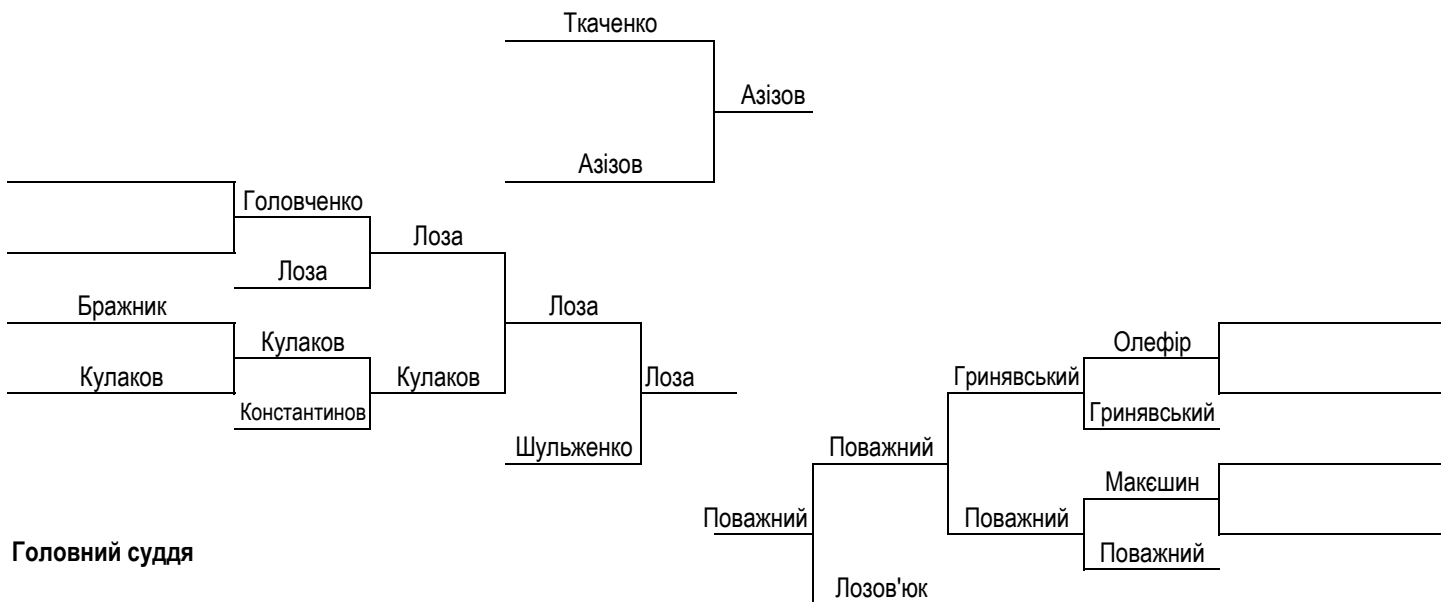 Ткаченко
Азізов
Азізов
Головченко
Лоза
Лоза
Бражник
Лоза
Кулаков
Олефір
Кулаков
Кулаков
Лоза
Гринявський
Константинов
Гринявський
Шульженко
Поважний
Макєшин
Поважний
Поважний
Головний суддя
Поважний
Лозов'юк